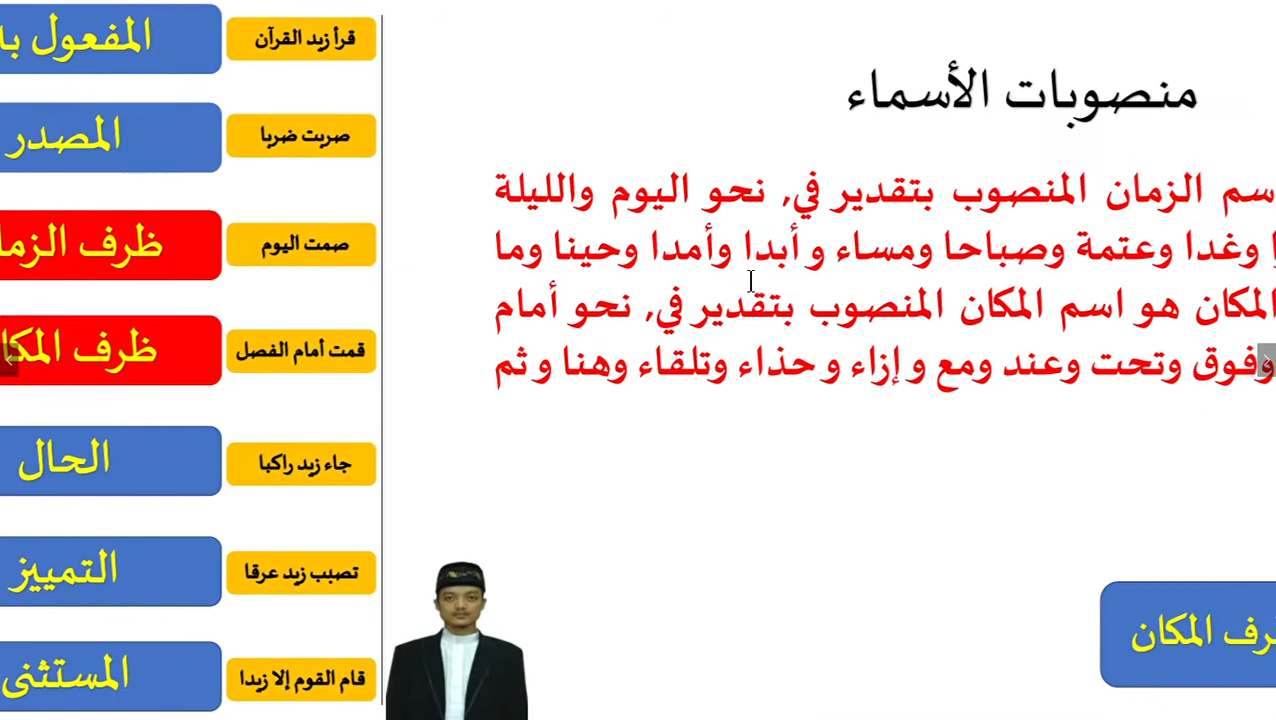 منصوبات الأسماء
سم الزمان المنصوب بتقدير في, نحو اليوم والليلة
وغدا وعتمة وصباحا ومساء و أبدا وأمدا وحينا وما
المكان هو اسم المكان المنصوب بتقدير في, نحو أمام
وفوق وتحت وعند ومع و إزاء و حذاء وتلقاء وهنا و ثم
رف المكان
قرأ زيد القرآن
المفعول به
صربت ضربا
المصدر
صمت اليوم
ظرف الزما
قمت أمام الفصل
ظرف المكا
جاء زيد راكبا
الحال
تصبب زيد عرقا
التمييز
قام القوم إلا زيدا
المستثنى